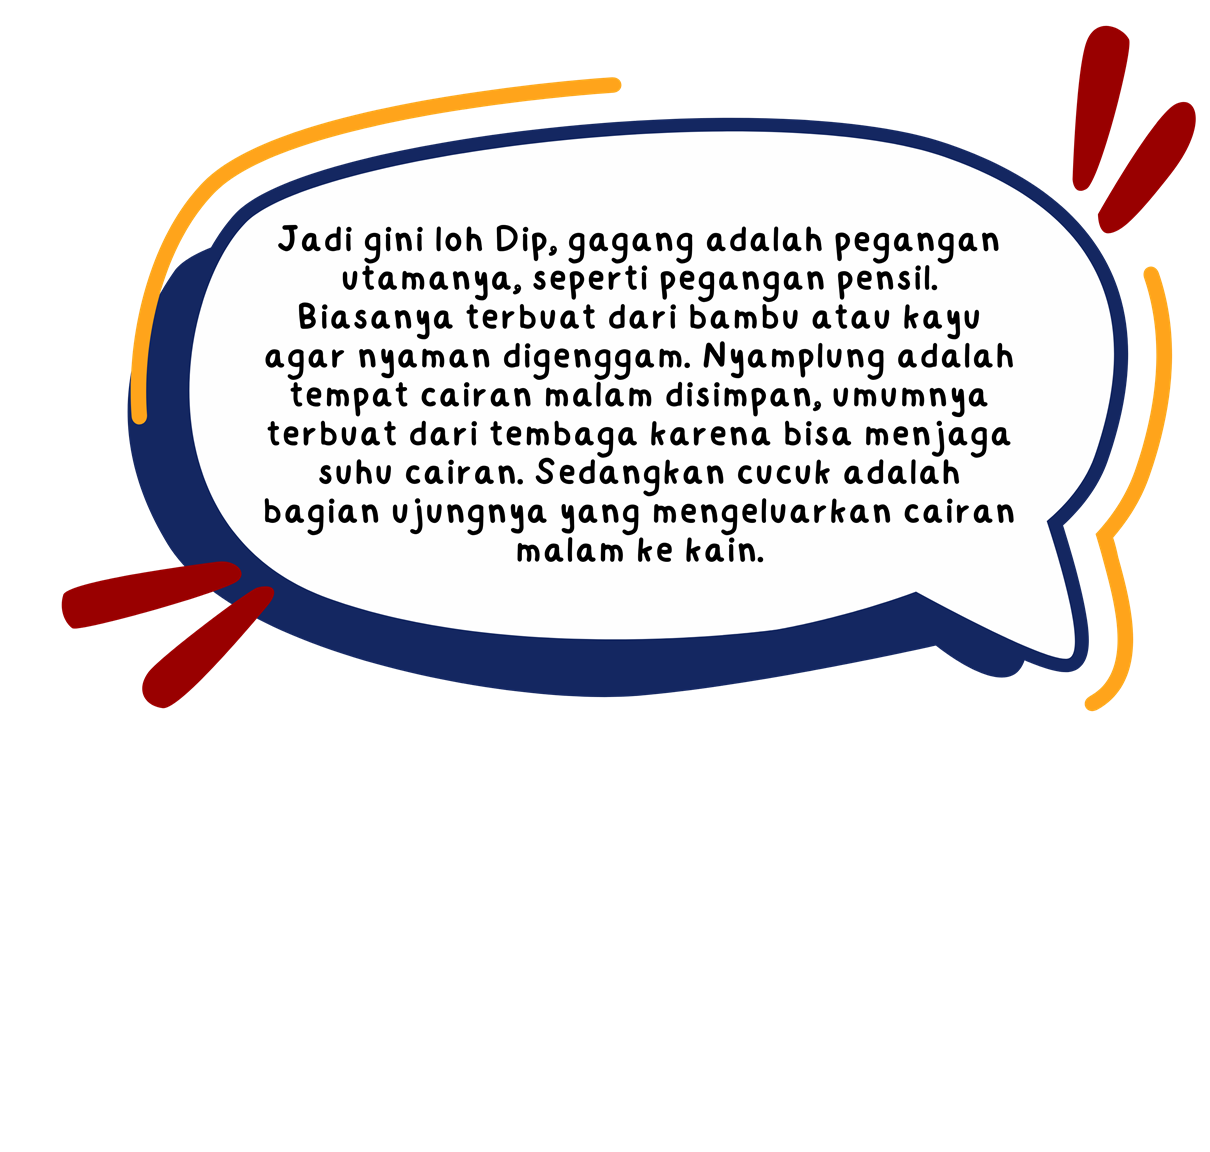 Jadi gini loh Dip, gagang adalah pegangan
utamanya, seperti pegangan pensil.
Biasanya terbuat dari bambu atau kayu
agar nyaman digenggam. Nyamplung adalah
tempat cairan malam disimpan, umumnya
terbuat dari tembaga karena bisa menjaga
suhu cairan. Sedangkan cucuk adalah
bagian ujungnya yang mengeluarkan cairan
malam ke kain.